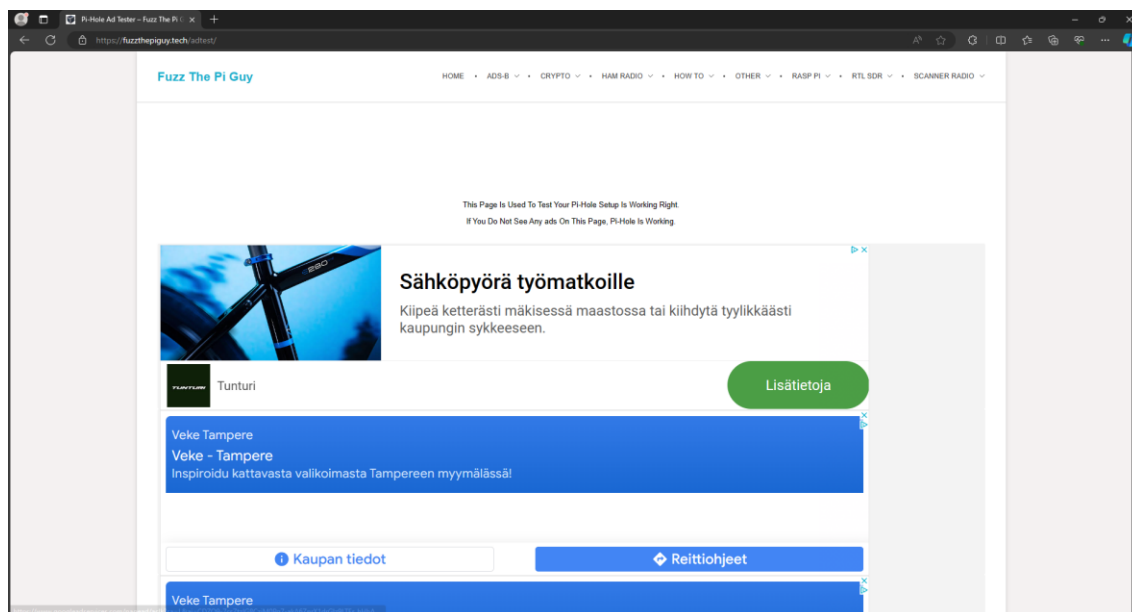 Pi-Hole Ad Tester – Fuzz The Pi G
https://fuzzthepiguy.tech/adtest/
Fuzz The Pi Guy
HOME • ADS-B • CRYPTO • HAM RADIO • HOW TO • OTHER • RASP PI • RTL SDR • SCANNER RADIO
This Page Is Used To Test Your Pi-Hole Setup Is Working Right.
If You Do Not See Any ads On This Page, Pi-Hole Is Working.
e280
Sähköpyörä työmatkoille
Kiipeä ketterästi mäkisessä maastossa tai kiihdytä tyylikkäästi
kaupungin sykkeeseen.
TUNTURI
Tunturi
Lisätietoja
Veke Tampere
Veke - Tampere
Inspiroidu kattavasta valikoimasta Tampereen myymälässä!
Kaupan tiedot
Reittiohjeet
Veke Tampere